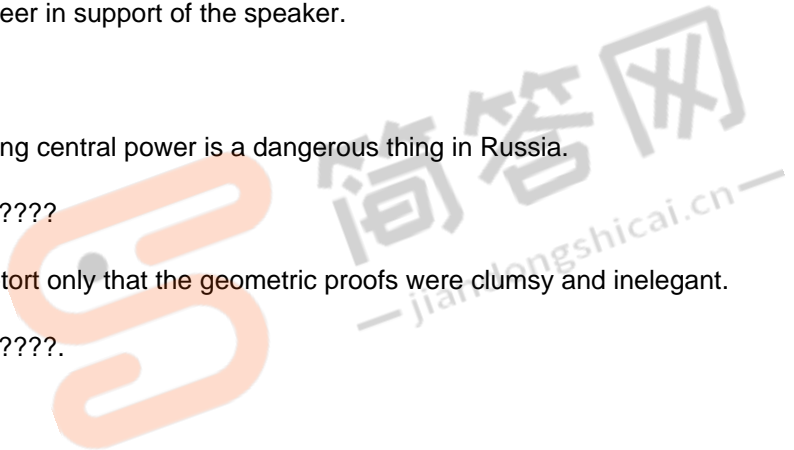 eer in support of the speaker.
ng central power is a dangerous thing in Russia.
????
tort only that the geometric proofs were clumsy and inelegant.
????.
简答网
jiandongshicai.cn